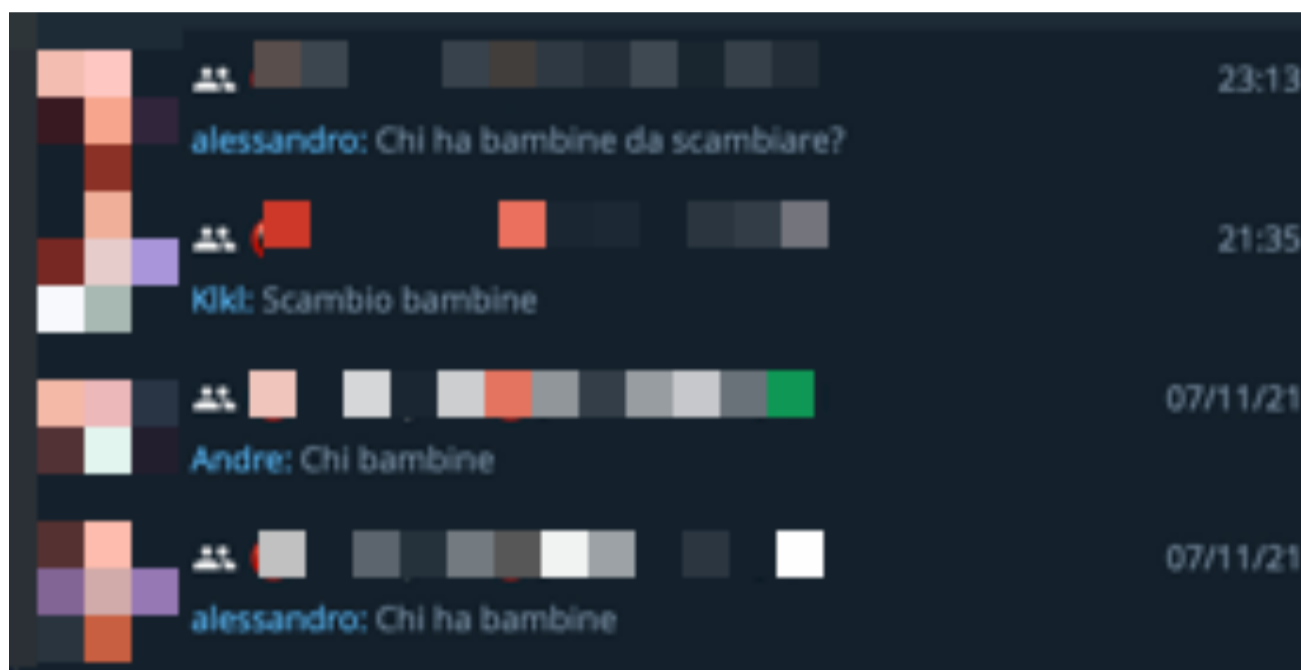 23:13
alessandro: Chi ha bambine da scambiare?
21:35
Klkl: Scambio bambine
07/11/21
Andre: Chi bambine
07/11/21
alessandro: Chi ha bambine